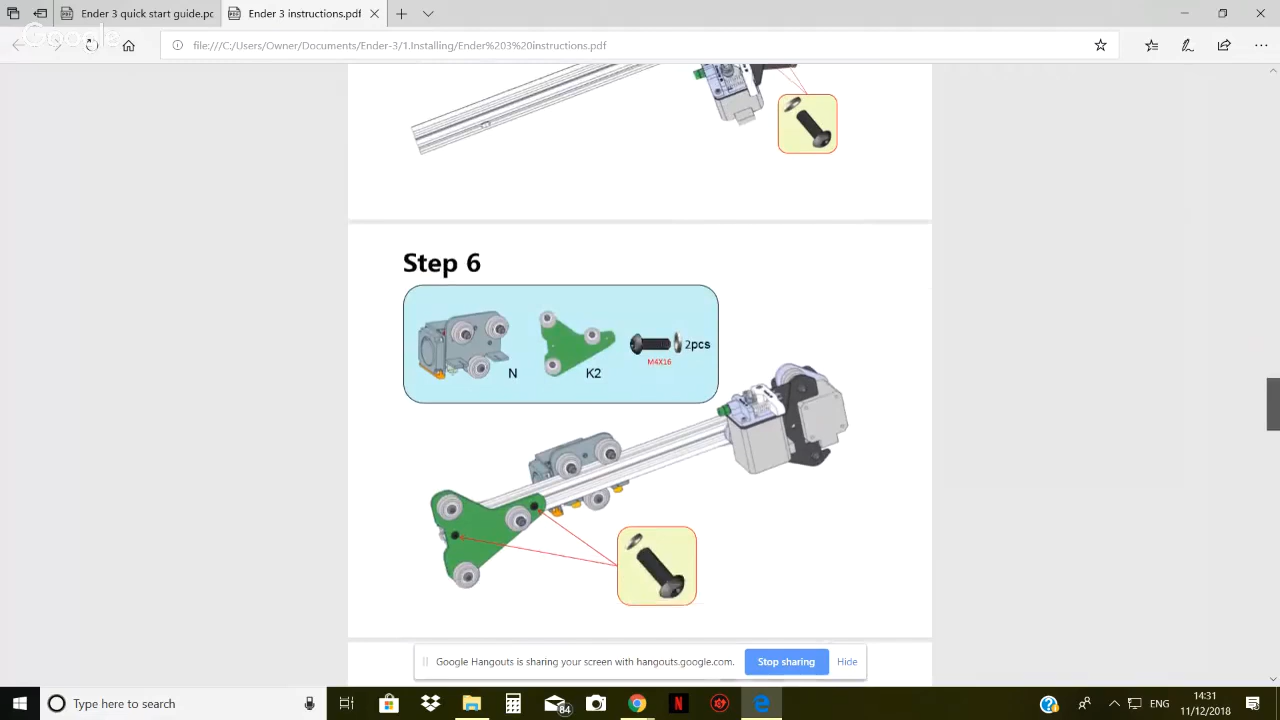 Ender 3 quick start guide.p
Ender 3 instructions.pdf
Google
file:///C:/Users/Owner/Documents/Ender-3/1.Installing/Ender%203%20instructions.pdf
Step 6
N
K2
M4X16
2pcs
Google Hangouts is sharing your screen with hangouts.google.com.
Stop sharing
Hide
Type here to search
84
N
ENG
14:31
11/12/2018